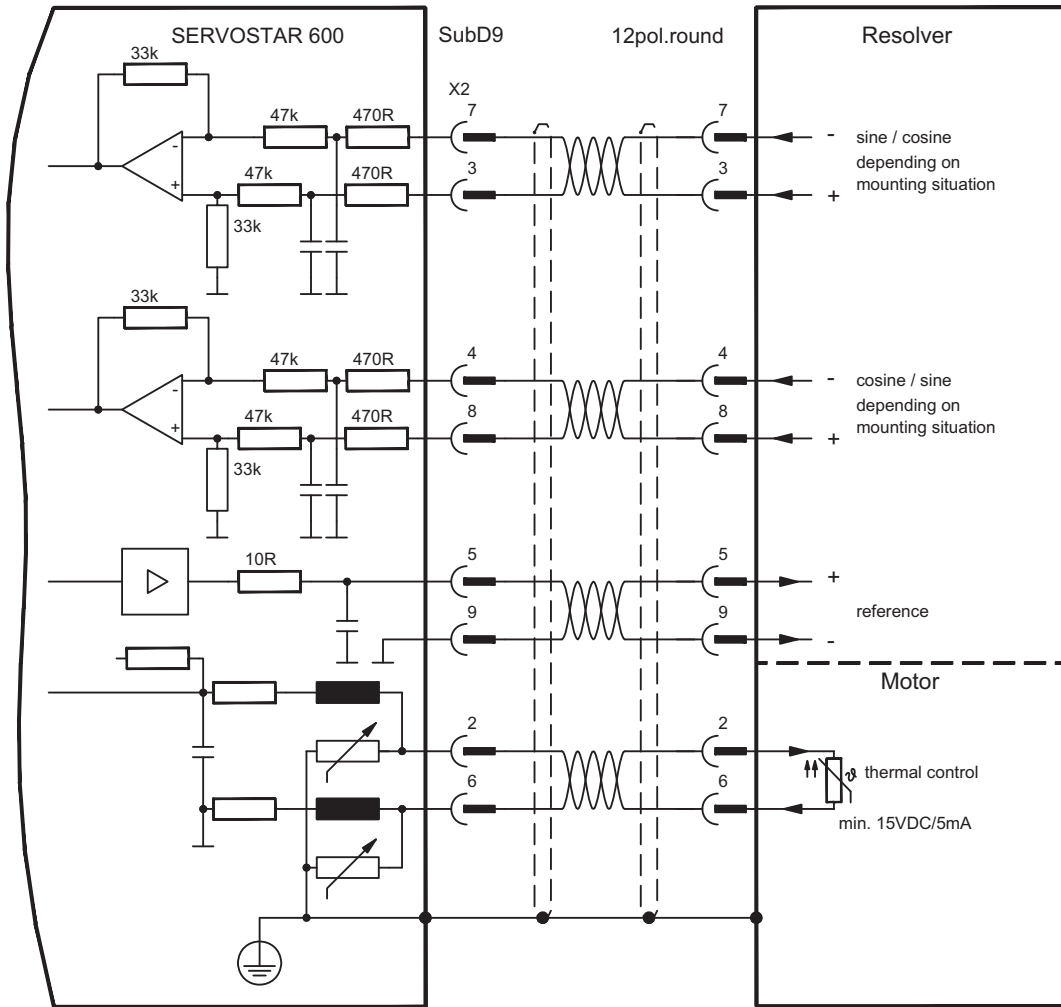 SERVOSTAR 600 SubD9 12pol.round Resolver
33k
X2
47k 470R 7 7 -
sine / cosine
- depending on
mounting situation
+ 47k 470R 3 3 +
33k
33k
47k 470R 4 4 -
cosine / sine
- depending on
mounting situation
+ 47k 470R 8 8 +
33k
10R 5 5 +
reference
9 9 -
Motor
2 2
ϑ thermal control
6 6
min. 15VDC/5mA